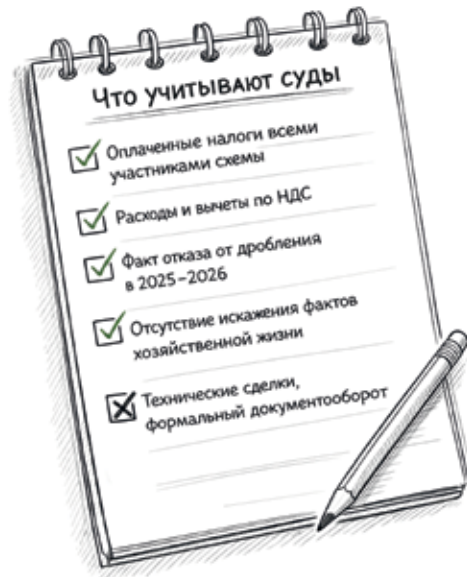 Что учитывают суды
Оплаченные налоги всеми
участниками схемы
Расходы и вычеты по НДС
Факт отказа от дробления
в 2025–2026
Отсутствие искажения фактов
хозяйственной жизни
Технические сделки,
формальный документооборот